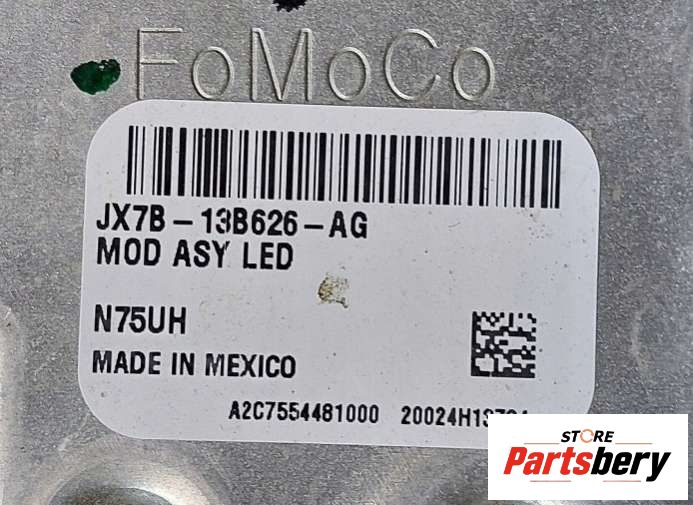 FoMoCo
JX7B-13B626-AG
MOD ASY LED
N75UH
MADE IN MEXICO
A2C7554481000
STORE
Partsbery